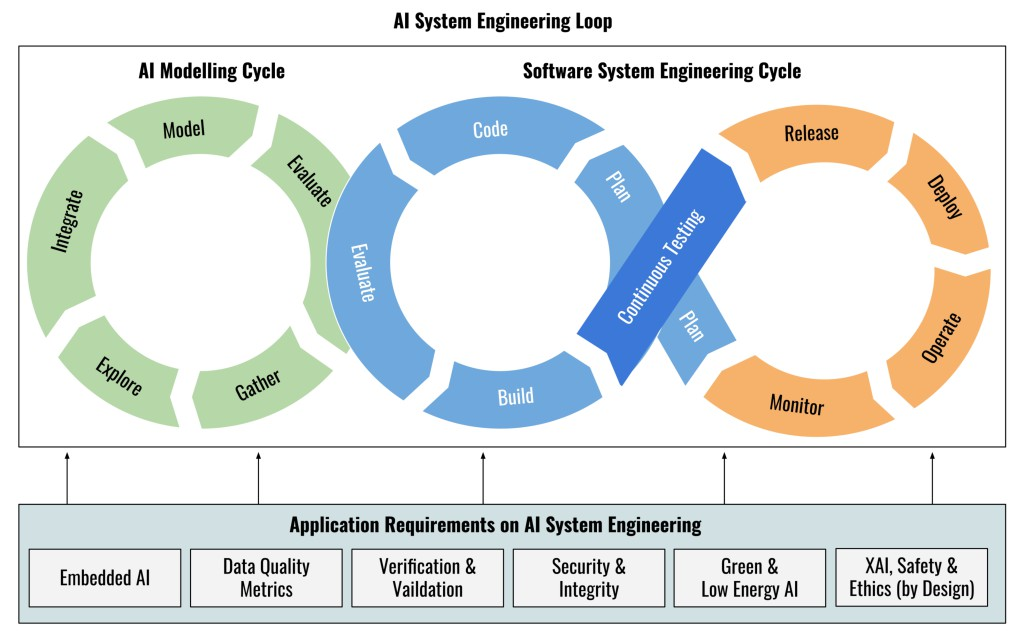 AI System Engineering Loop
AI Modelling Cycle
Software System Engineering Cycle
Model
Evaluate
Integrate
Explore
Gather
Code
Plan
Evaluate
Build
Continuous Testing
Plan
Release
Deploy
Operate
Monitor
Application Requirements on AI System Engineering
Embedded AI
Data Quality
Metrics
Verification &
Vaildation
Security &
Integrity
Green &
Low Energy AI
XAI, Safety &
Ethics (by Design)